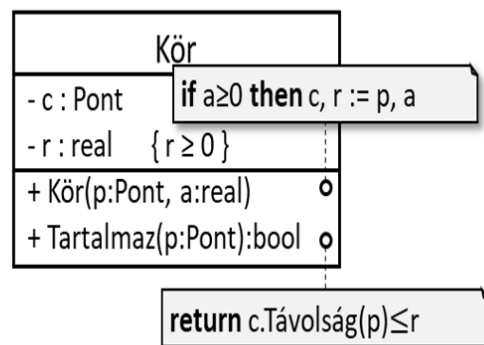 Kör
if a≥0 then c, r := p, a
- c : Pont
- r : real { r ≥ 0 }
+ Kör(p:Pont, a:real)
+ Tartalmaz(p:Pont):bool
return c.Távolság(p)≤r